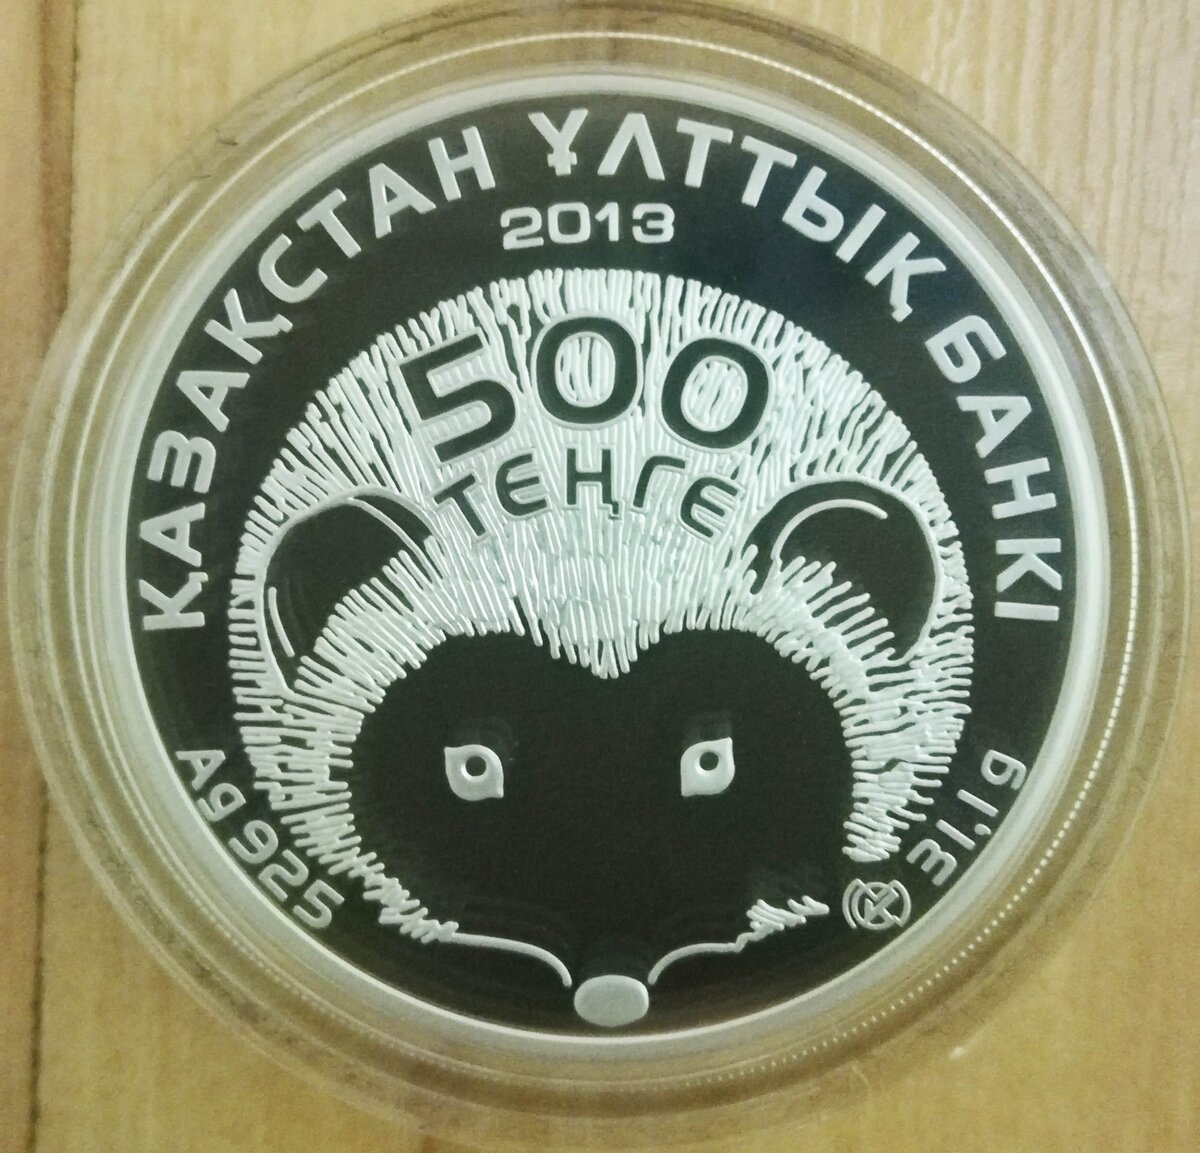 ҚАЗАҚСТАН ҰЛТТЫҚ БАНКІ
2013
500
ТЕҢГЕ
Ag 925
31,1 g